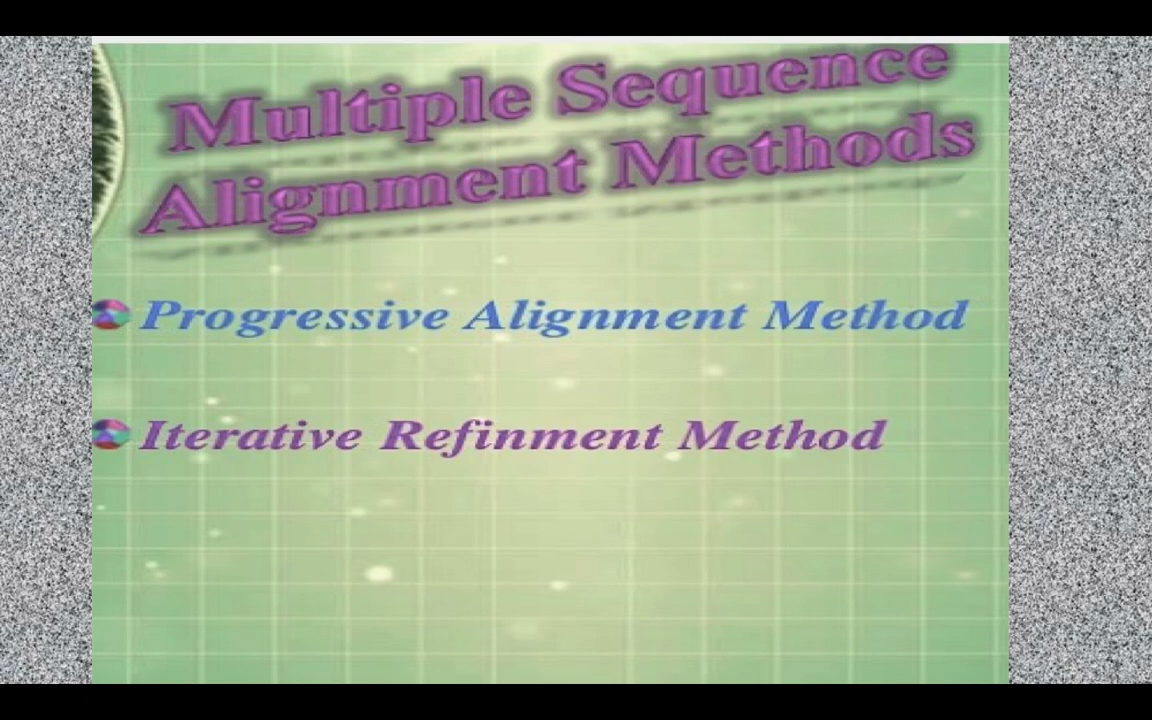 Multiple Sequence
Alignment Methods
Progressive Alignment Method
Iterative Refinment Method